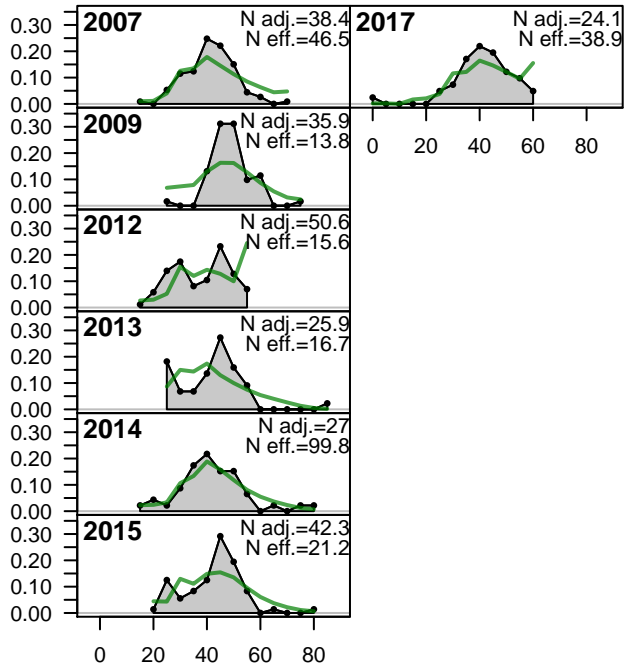 2007
N adj.=38.4
N eff.=46.5
0.00
0.10
0.20
0.30
2017
N adj.=24.1
N eff.=38.9
0 20 40 60 80
2009
N adj.=35.9
N eff.=13.8
0.00
0.10
0.20
0.30
2012
N adj.=50.6
N eff.=15.6
0.00
0.10
0.20
0.30
2013
N adj.=25.9
N eff.=16.7
0.00
0.10
0.20
0.30
2014
N adj.=27
N eff.=99.8
0.00
0.10
0.20
0.30
2015
N adj.=42.3
N eff.=21.2
0.00
0.10
0.20
0.30
0 20 40 60 80